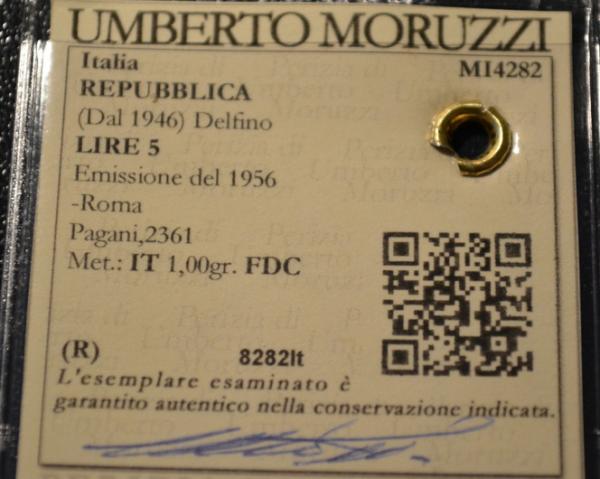 UMBERTO MORUZZI
Italia MI4282
REPUBBLICA
(Dal 1946) Delfino
LIRE 5
Emissione del 1956
-Roma
Pagani,2361
Met.: IT 1,00gr. FDC
(R) 8282lt
L'esemplare esaminato è
garantito autentico nella conservazione indicata.